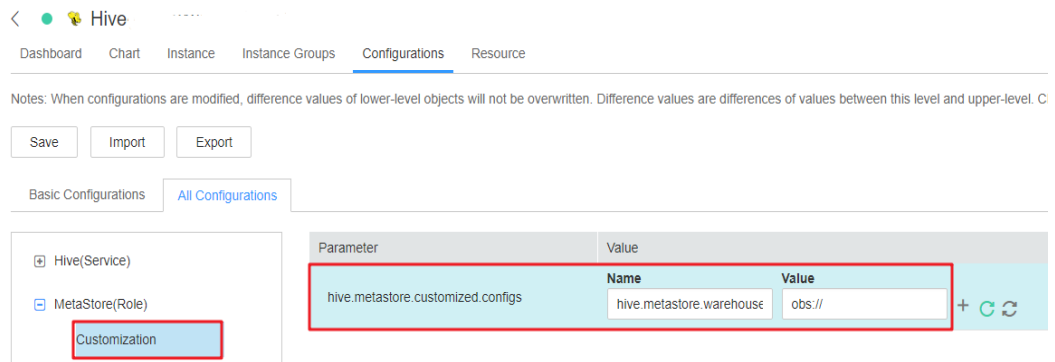 Hive
Dashboard Chart Instance Instance Groups Configurations Resource
Notes: When configurations are modified, difference values of lower-level objects will not be overwritten. Difference values are differences of values between this level and upper-level. C
Save Import Export
Basic Configurations All Configurations
Hive(Service)
MetaStore(Role)
Customization
Parameter Value
Name Value
hive.metastore.customized.configs hive.metastore.warehouse obs://